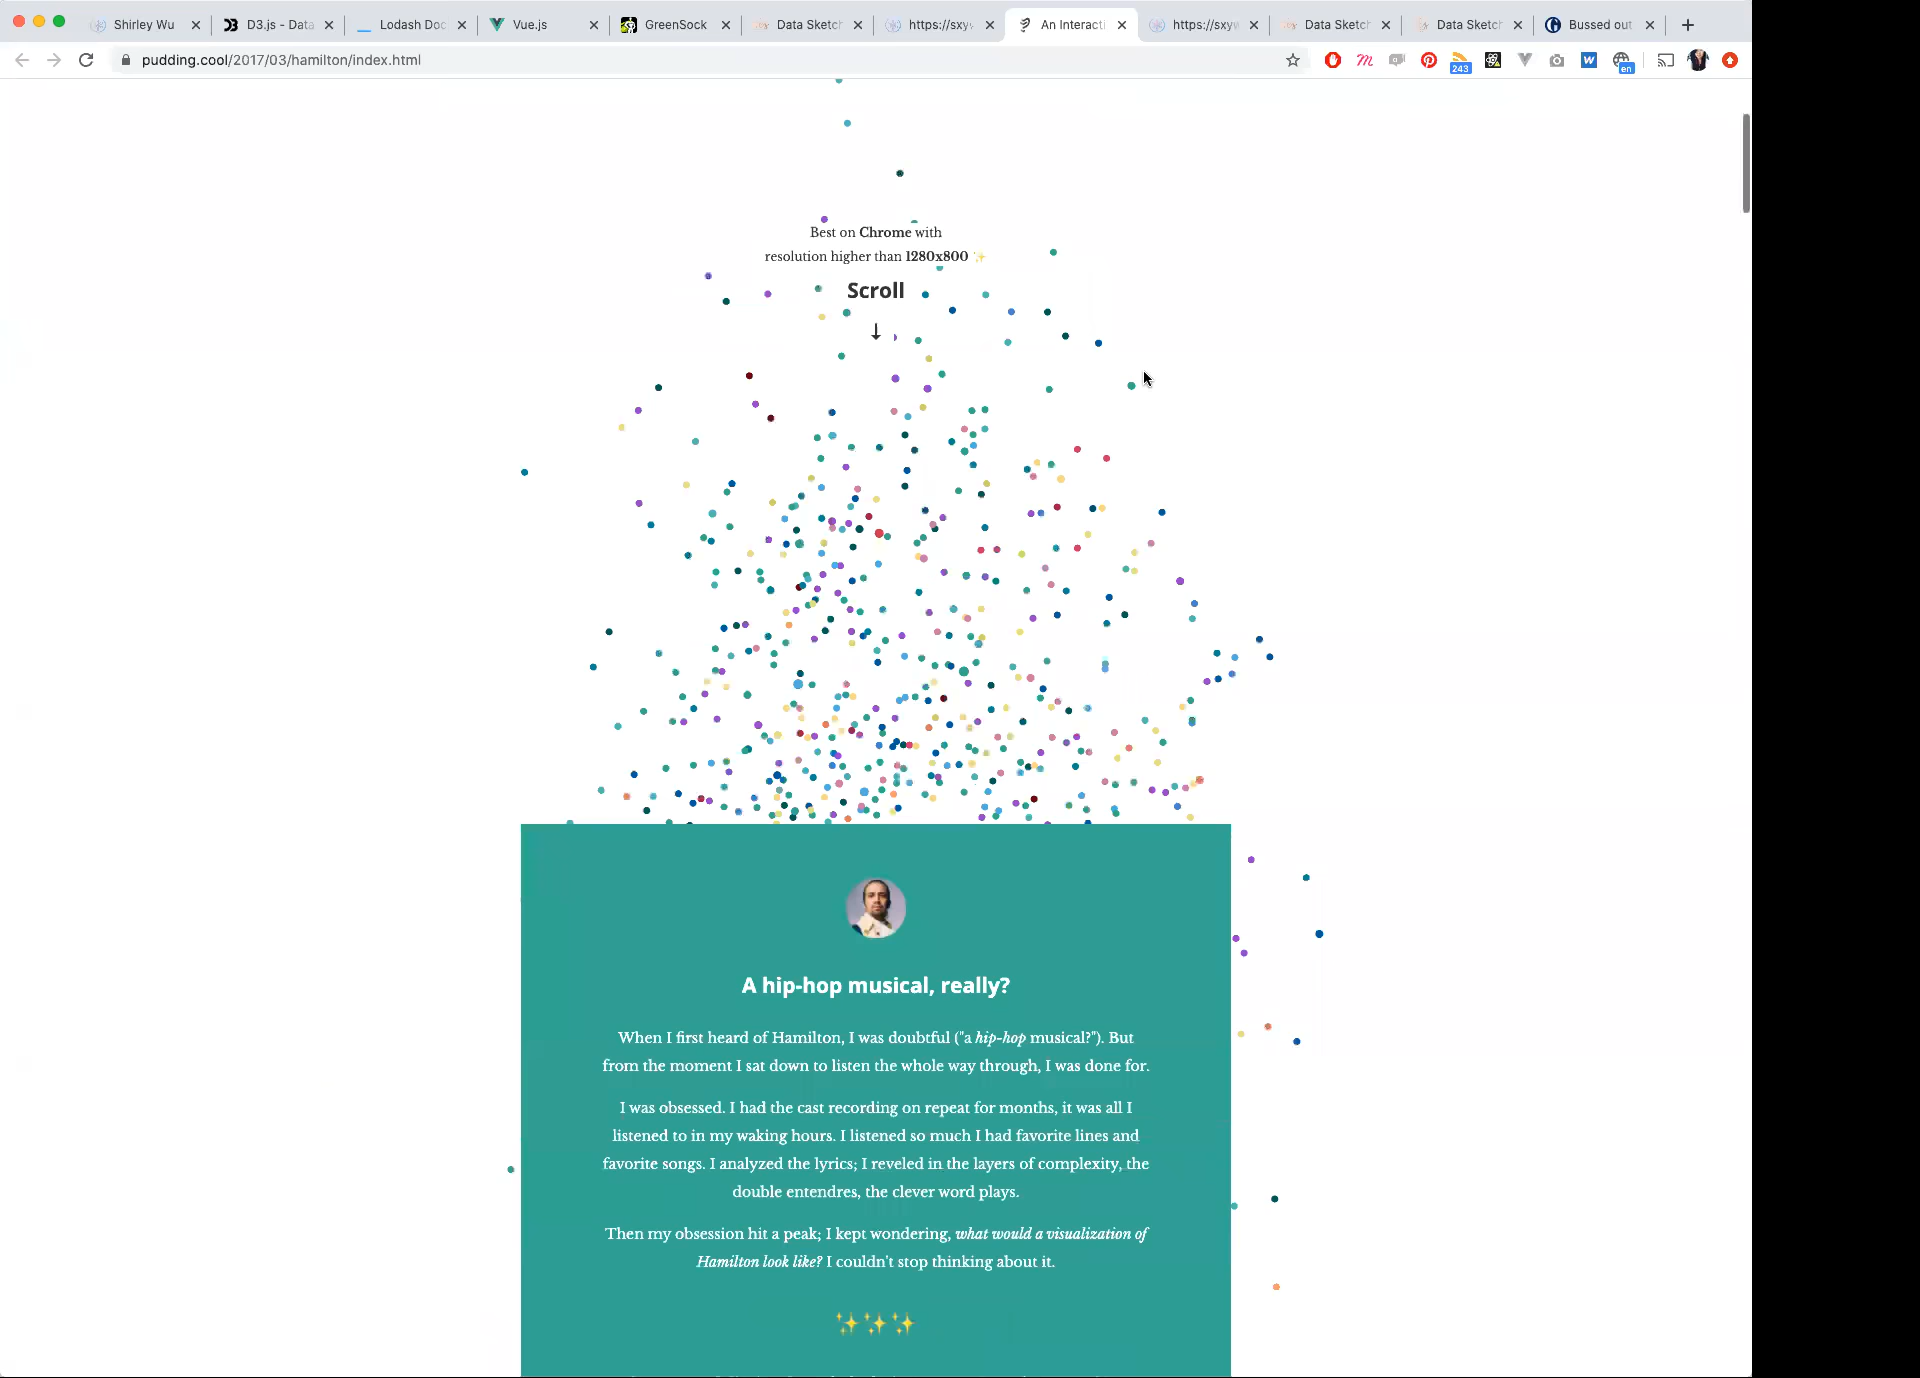 Shirley Wu
D3.js - Data
Lodash Doc
Vue.js
GreenSock
Data Sketch
https://sxyw
An Interacti
https://sxyw
Data Sketch
Data Sketch
Bussed out
pudding.cool/2017/03/hamilton/index.html
243
en
Best on Chrome with
resolution higher than 1280x800 ✨
Scroll
↓
A hip-hop musical, really?
When I first heard of Hamilton, I was doubtful ("a hip-hop musical?"). But
from the moment I sat down to listen the whole way through, I was done for.
I was obsessed. I had the cast recording on repeat for months, it was all I
listened to in my waking hours. I listened so much I had favorite lines and
favorite songs. I analyzed the lyrics; I reveled in the layers of complexity, the
double entendres, the clever word plays.
Then my obsession hit a peak; I kept wondering, what would a visualization of
Hamilton look like? I couldn't stop thinking about it.
✨✨✨